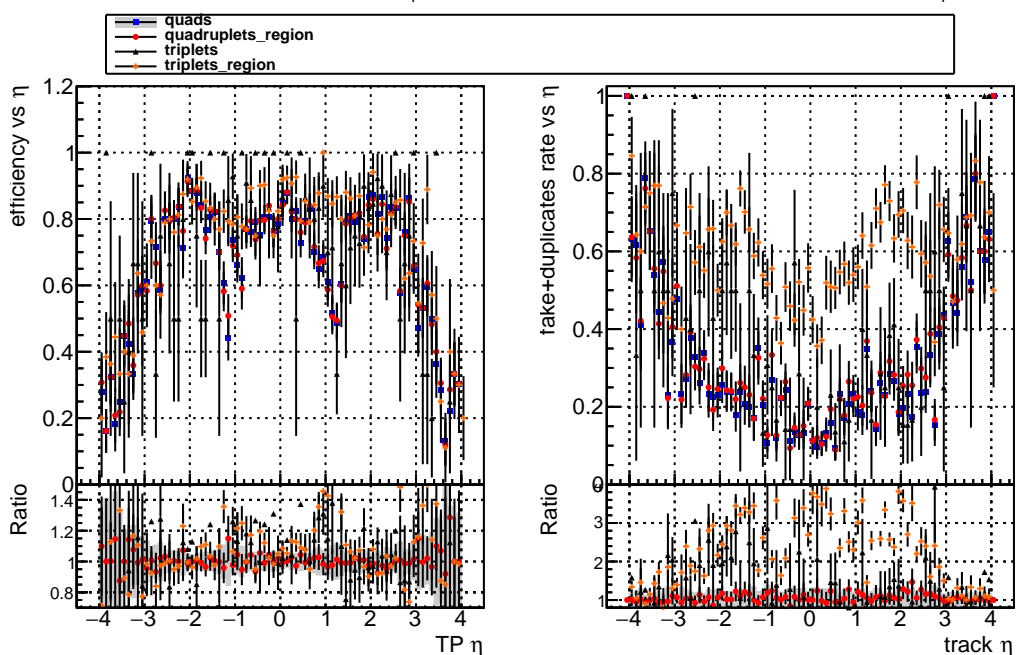 quads
quadruplets_region
triplets
triplets_region
efficiency vs η
1.2
1
0.8
0.6
0.4
0.2
0
Ratio
1.4
1.2
1
0.8
−4 −3 −2 −1 0 1 2 3 4
TP η
fake+duplicates rate vs η
1
0.8
0.6
0.4
0.2
0
Ratio
3
2
1
−4 −3 −2 −1 0 1 2 3 4
track η